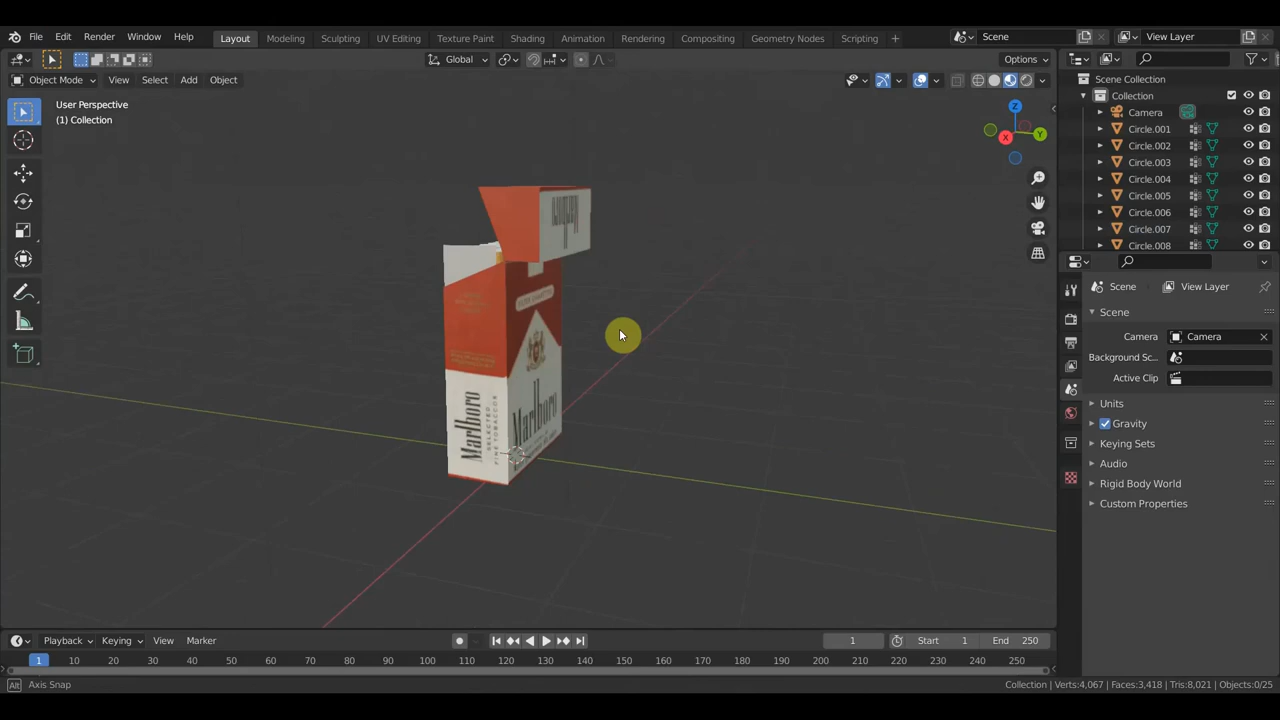 File Edit Render Window Help Layout Modeling Sculpting UV Editing Texture Paint Shading Animation Rendering Compositing Geometry Nodes Scripting + Scene View Layer
Global Options
Object Mode View Select Add Object
User Perspective
(1) Collection
Z
Y
X
Scene Collection
Collection
Camera
Circle.001
Circle.002
Circle.003
Circle.004
Circle.005
Circle.006
Circle.007
Circle.008
Scene View Layer
Scene
Camera Camera
Background Sc...
Active Clip
Units
Gravity
Keying Sets
Audio
Rigid Body World
Custom Properties
Marlboro
SELECTED
FINE TOBACCOS
Marlboro
Playback Keying View Marker 1 Start 1 End 250
1 10 20 30 40 50 60 70 80 90 100 110 120 130 140 150 160 170 180 190 200 210 220 230 240 250
Alt Axis Snap Collection | Verts:4,067 | Faces:3,418 | Tris:8,021 | Objects:0/25